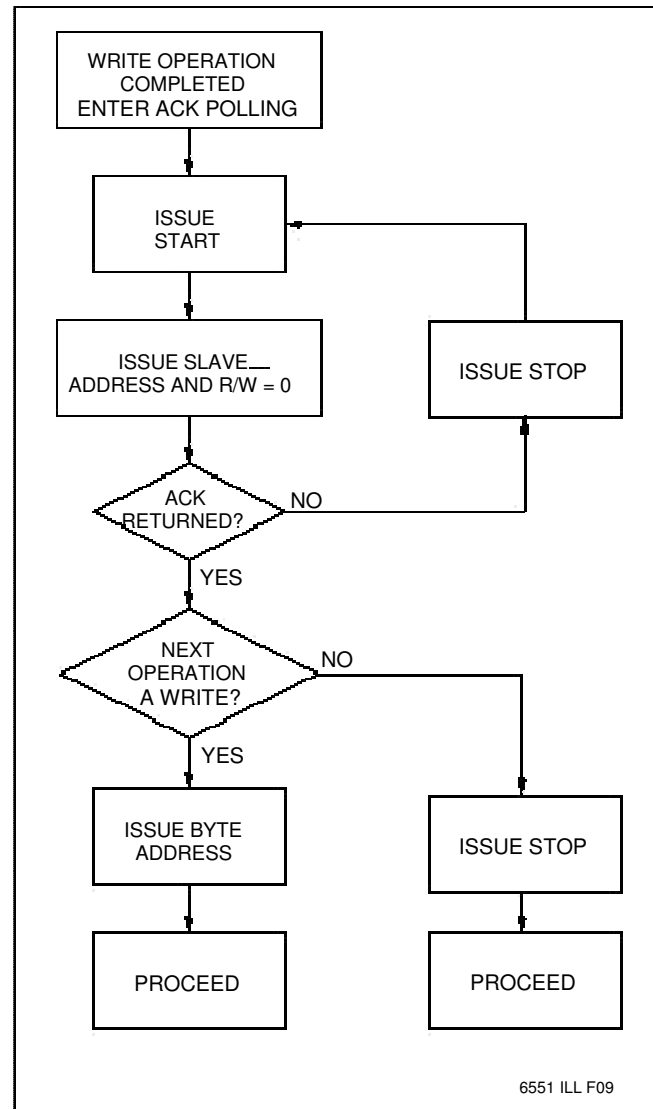 WRITE OPERATION
COMPLETED
ENTER ACK POLLING
ISSUE
START
ISSUE SLAVE
ADDRESS AND R/W = 0
ISSUE STOP
ACK
RETURNED?
NO
YES
NEXT
OPERATION
A WRITE?
NO
YES
ISSUE BYTE
ADDRESS
ISSUE STOP
PROCEED
PROCEED
6551 ILL F09